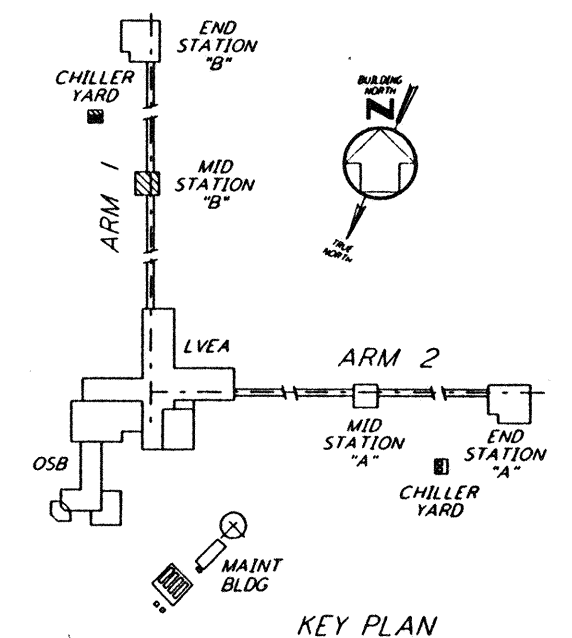 END
STATION
"B"
CHILLER
YARD
BUILDING
NORTH
N
MID
STATION
"B"
ARM 1
TRUE
NORTH
LVEA
ARM 2
MID
STATION
"A"
END
STATION
"A"
OSB
CHILLER
YARD
MAINT
BLDG
KEY PLAN